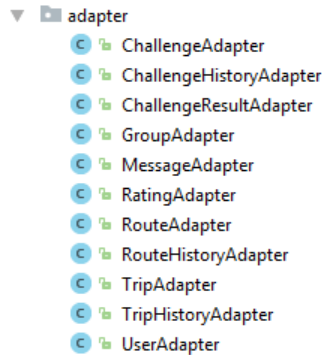 adapter
C ChallengeAdapter
C ChallengeHistoryAdapter
C ChallengeResultAdapter
C GroupAdapter
C MessageAdapter
C RatingAdapter
C RouteAdapter
C RouteHistoryAdapter
C TripAdapter
C TripHistoryAdapter
C UserAdapter